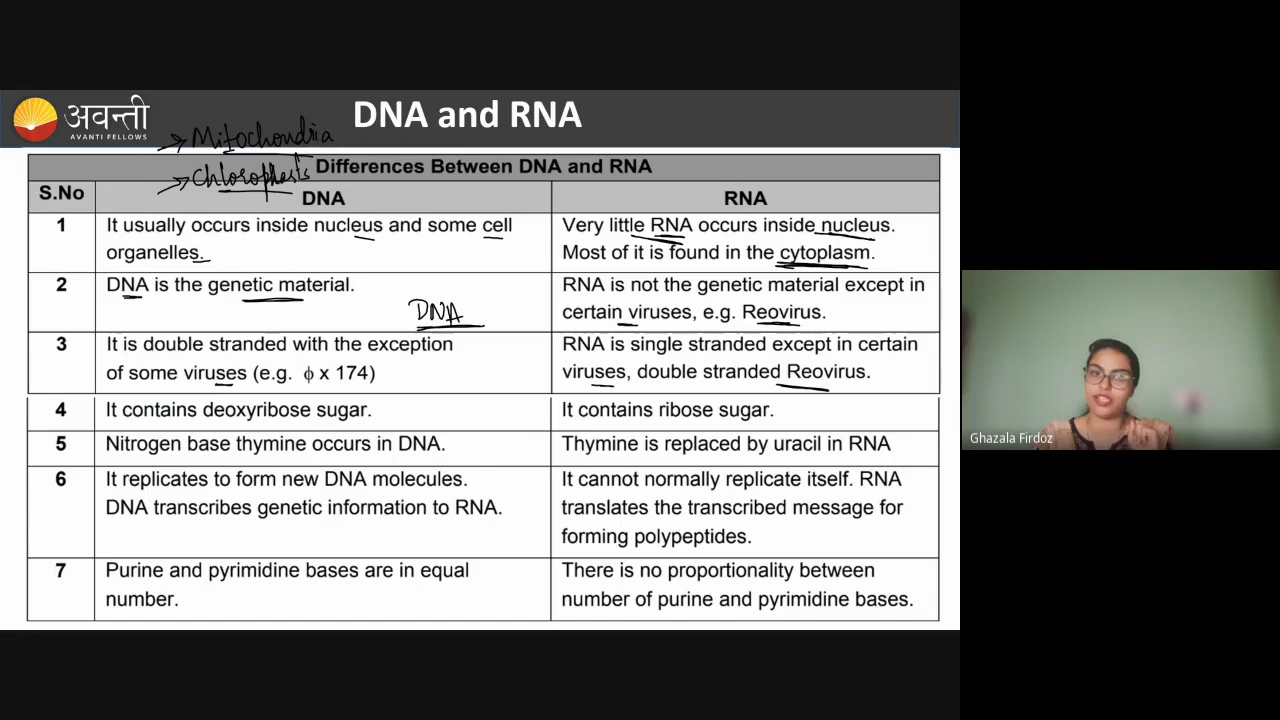 अवन्ती
AVANTI FELLOWS
DNA and RNA
→ Mitochondria
→ Chloroplasts
Differences Between DNA and RNA
S.No DNA RNA
1 It usually occurs inside nucleus and some cell organelles. Very little RNA occurs inside nucleus.
Most of it is found in the cytoplasm.
2 DNA is the genetic material. RNA is not the genetic material except in
DNA certain viruses, e.g. Reovirus.
3 It is double stranded with the exception RNA is single stranded except in certain
of some viruses (e.g. ϕ x 174) viruses, double stranded Reovirus.
4 It contains deoxyribose sugar. It contains ribose sugar.
5 Nitrogen base thymine occurs in DNA. Thymine is replaced by uracil in RNA
6 It replicates to form new DNA molecules. It cannot normally replicate itself. RNA
DNA transcribes genetic information to RNA. translates the transcribed message for
forming polypeptides.
7 Purine and pyrimidine bases are in equal There is no proportionality between
number. number of purine and pyrimidine bases.
Ghazala Firdoz